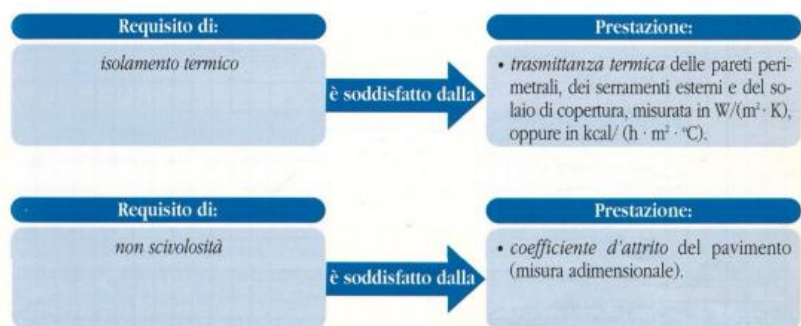 Requisito di:
isolamento termico
è soddisfatto dalla
Prestazione:
• trasmittanza termica delle pareti peri-
metrali, dei serramenti esterni e del so-
laio di copertura, misurata in W/(m² · K),
oppure in kcal/ (h · m² · °C).
Requisito di:
non scivolosità
è soddisfatto dalla
Prestazione:
• coefficiente d'attrito del pavimento
(misura adimensionale).